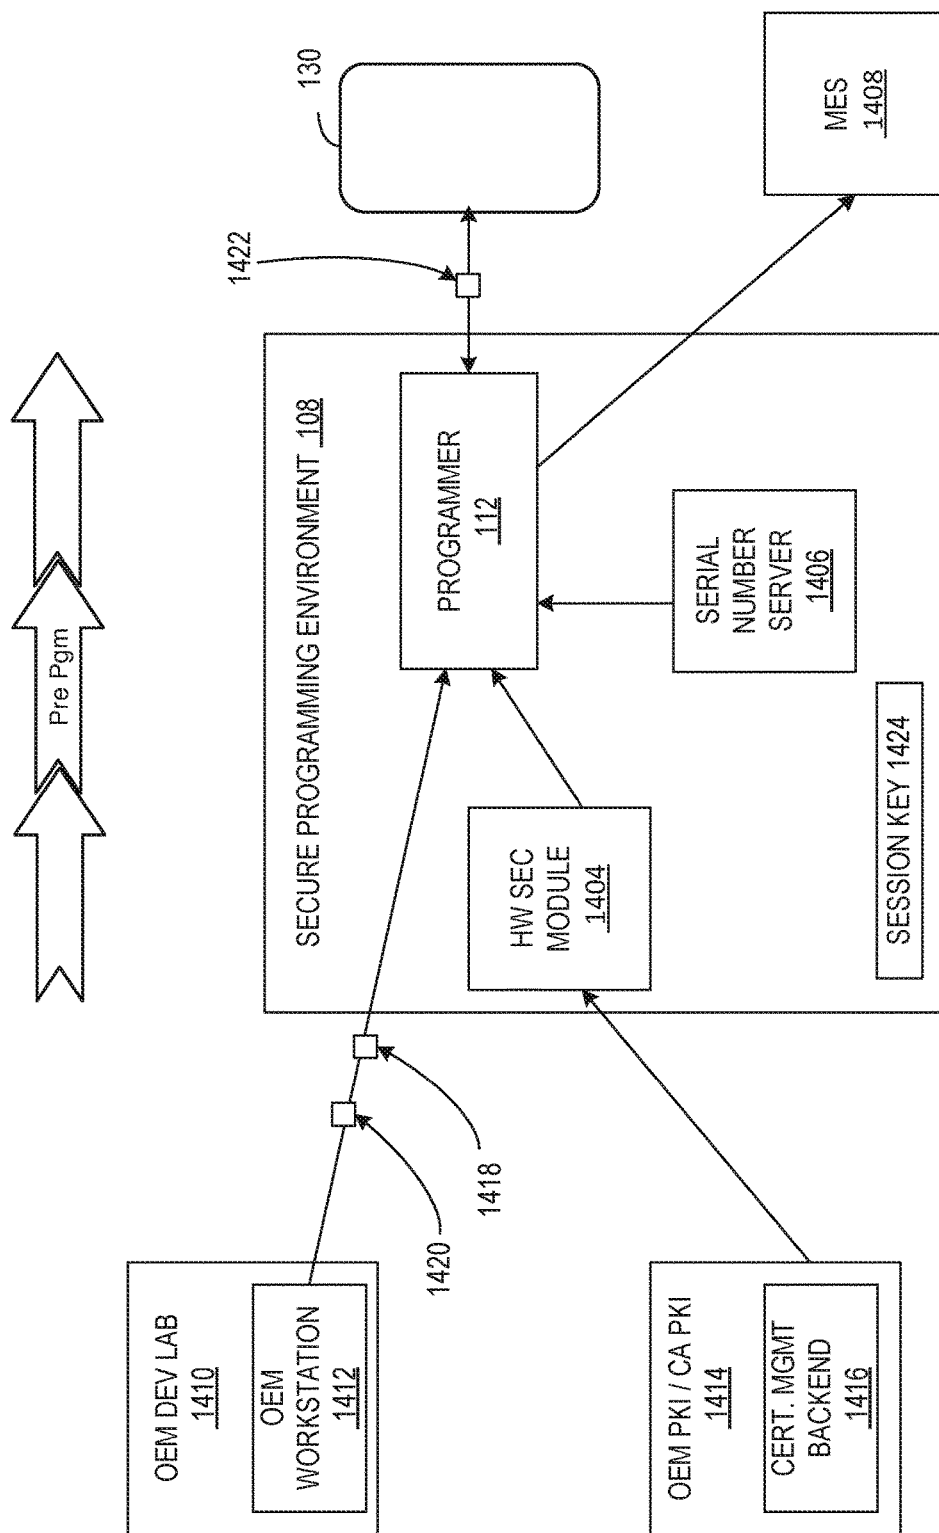 Pre Pgm
OEM DEV LAB
1410
OEM
WORKSTATION
1412
1420
1418
SECURE PROGRAMMING ENVIRONMENT 108
PROGRAMMER
112
1422
130
HW SEC
MODULE
1404
SERIAL
NUMBER
SERVER
1406
SESSION KEY 1424
MES
1408
OEM PKI / CA PKI
1414
CERT. MGMT
BACKEND
1416